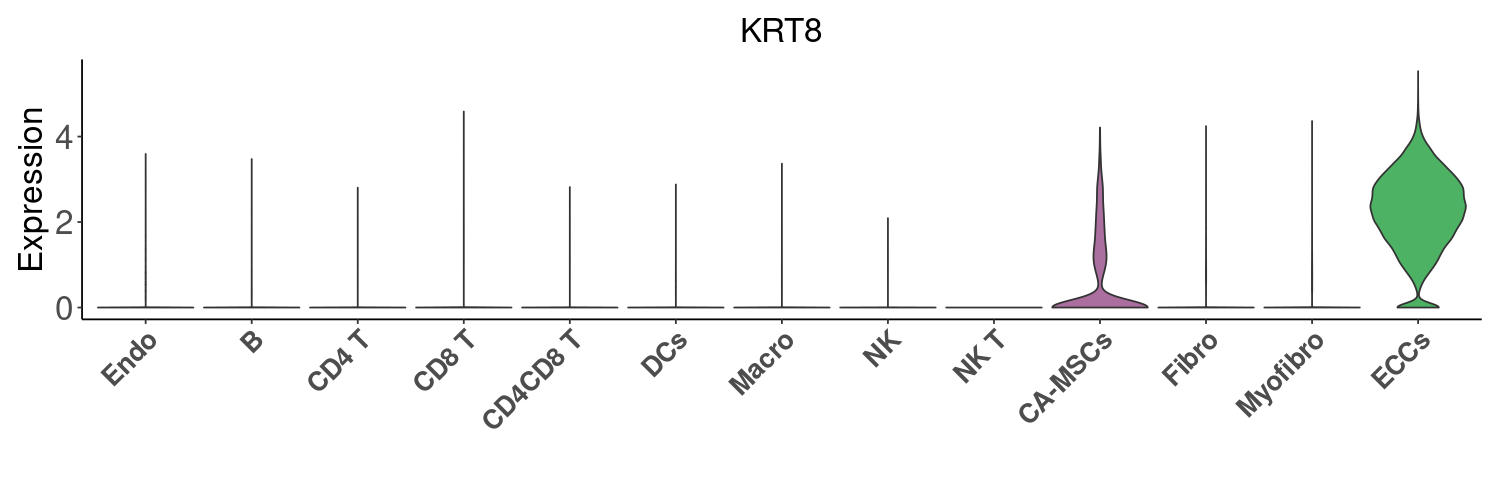 KRT8
Expression
4
2
0
Endo
B
CD4 T
CD8 T
CD4CD8 T
DCs
Macro
NK
NK T
CA-MSCs
Fibro
Myofibro
ECCs